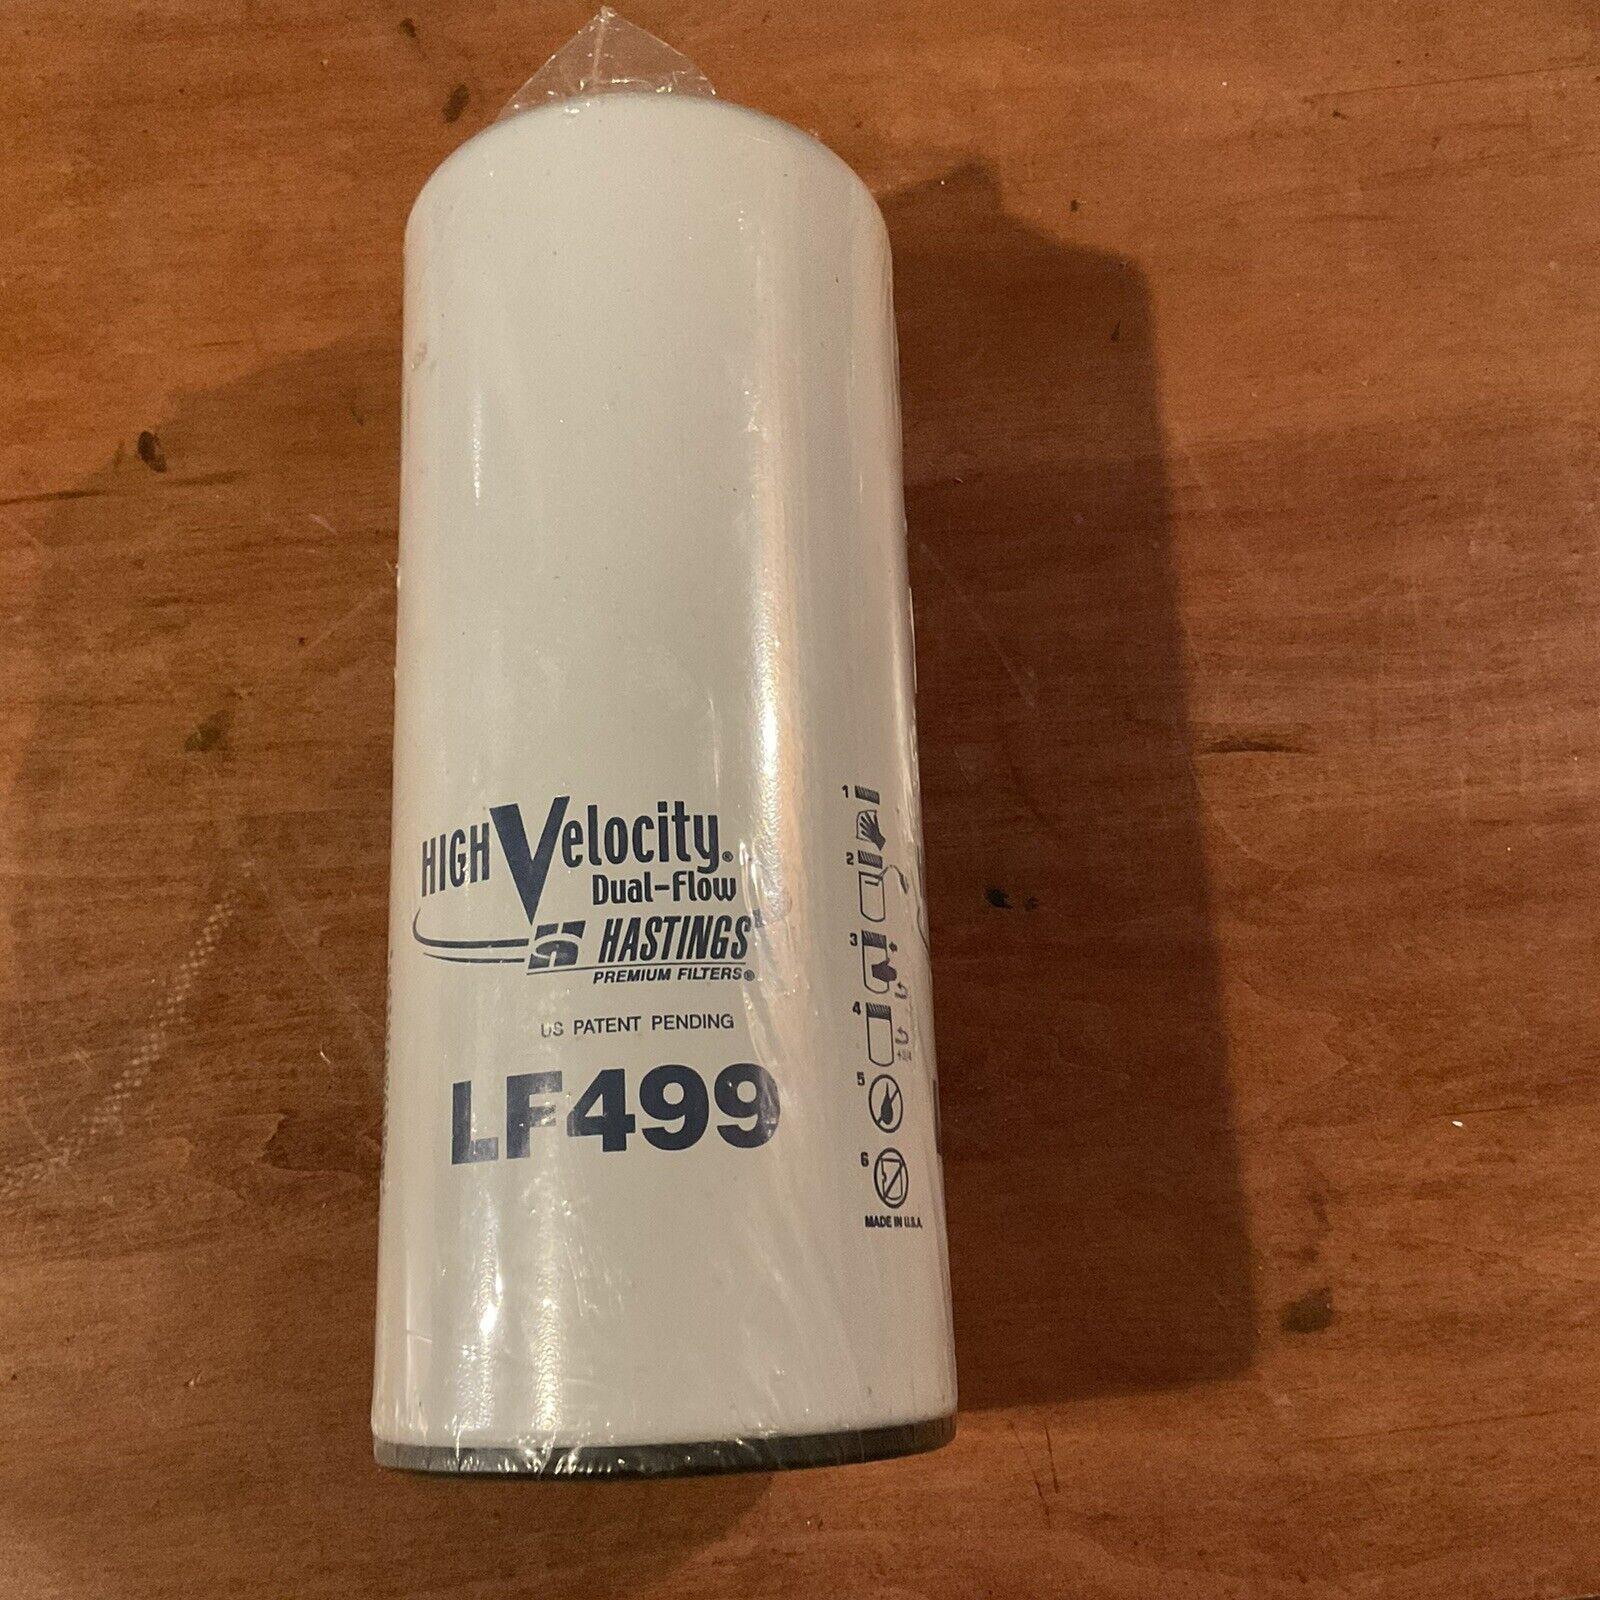 HIGH Velocity®
Dual-Flow
HASTINGS
PREMIUM FILTERS®
US PATENT PENDING
LF499
1
2
3
4
5
6
MADE IN U.S.A.